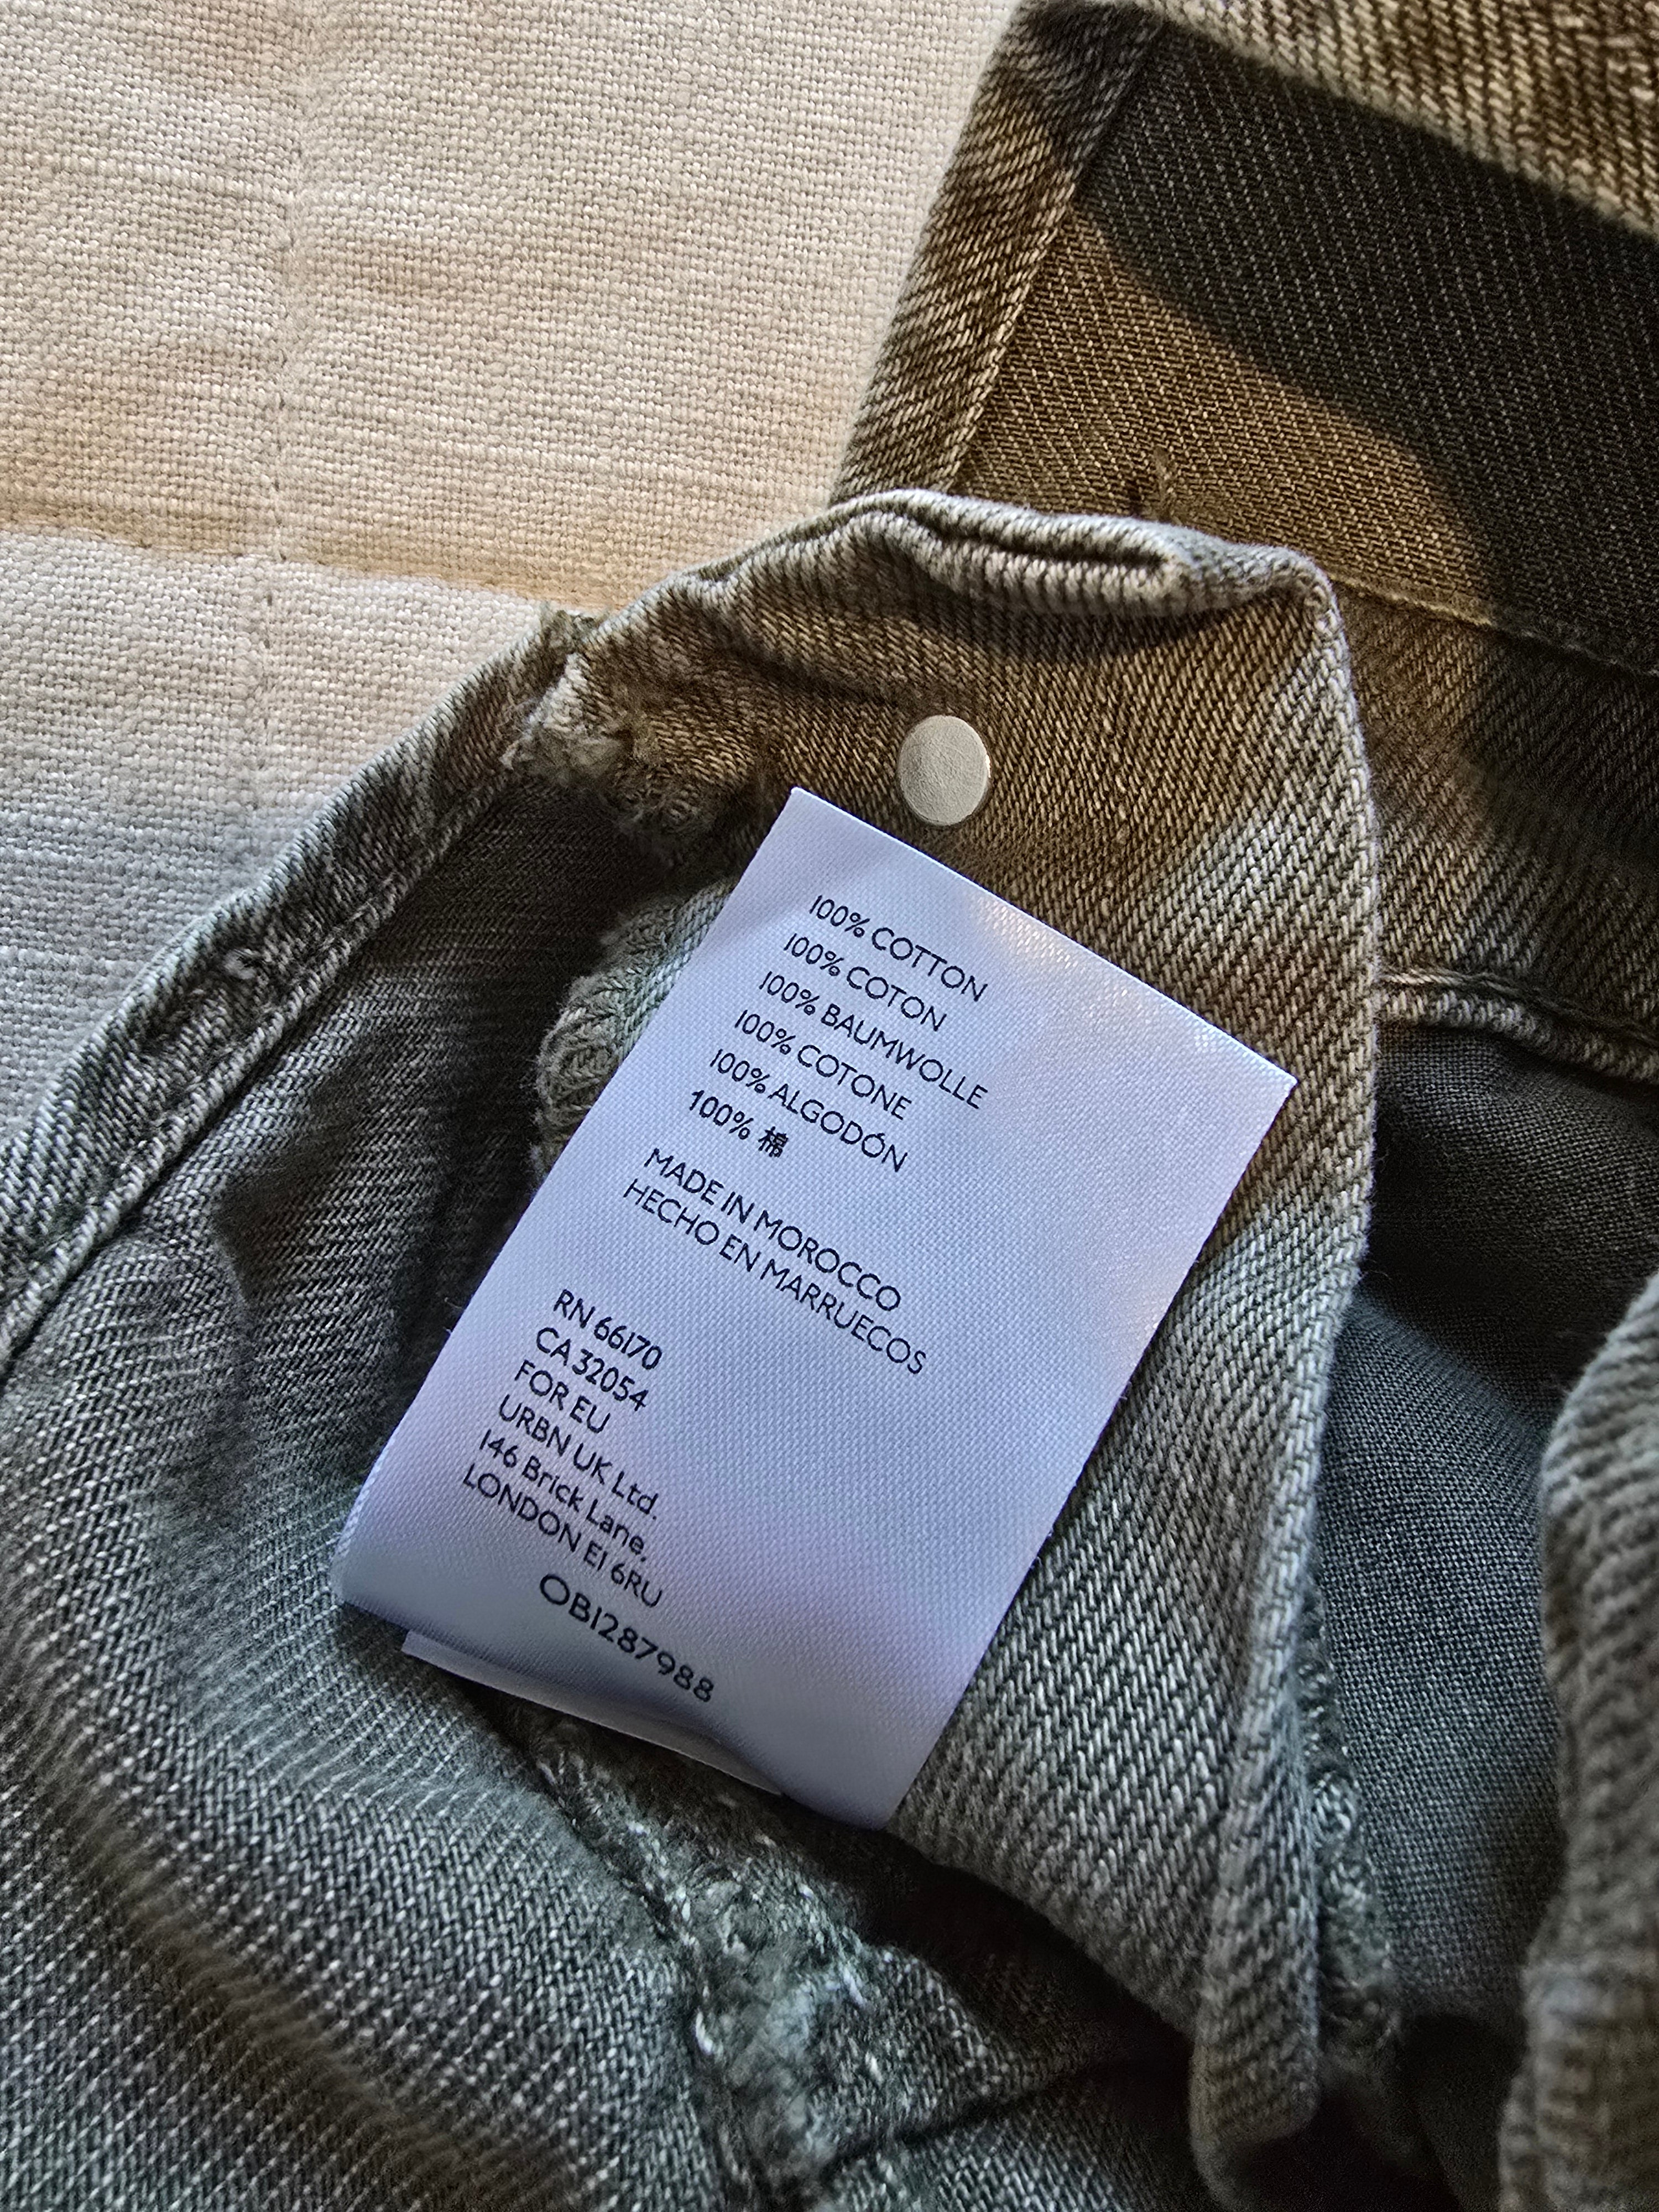 100% COTTON
100% COTON
100% BAUMWOLLE
100% COTONE
100% ALGODÓN
100% 棉
MADE IN MOROCCO
HECHO EN MARRUECOS
RN 66170
CA 32054
FOR EU
URBN UK Ltd.
146 Brick Lane,
LONDON E1 6RU
OB1287988